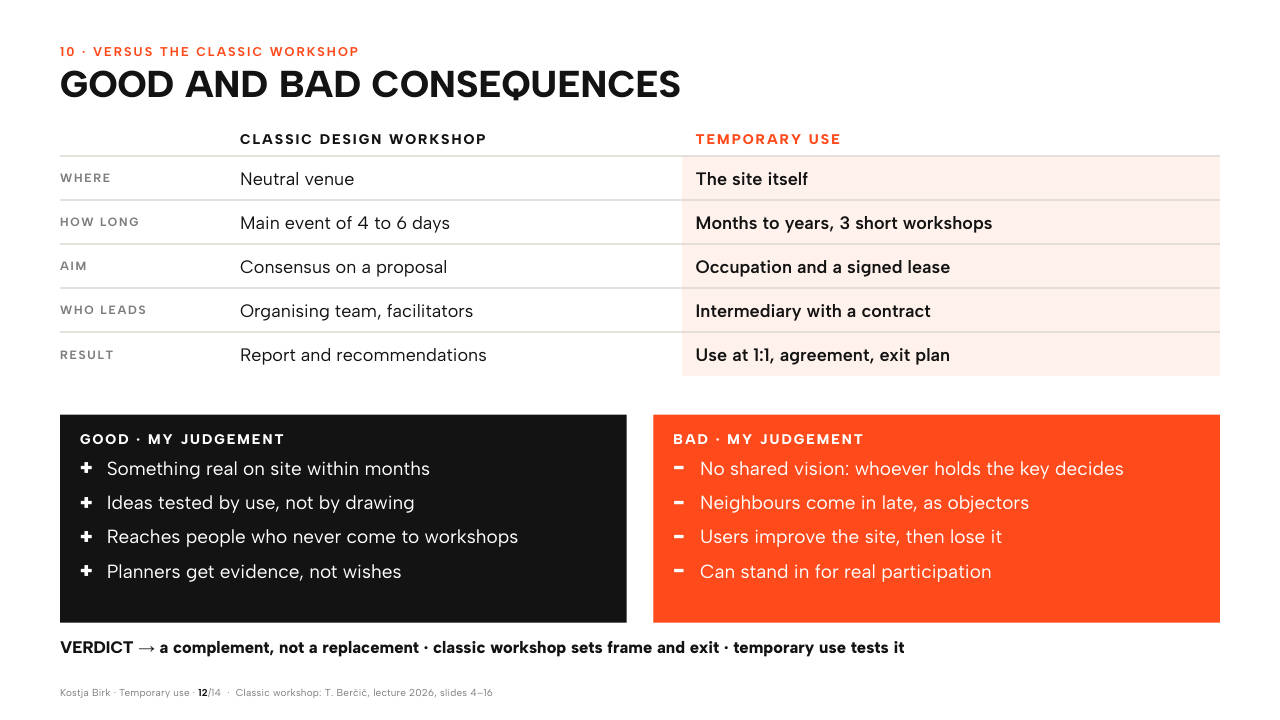 10 · VERSUS THE CLASSIC WORKSHOP
GOOD AND BAD CONSEQUENCES
CLASSIC DESIGN WORKSHOP TEMPORARY USE
WHERE Neutral venue The site itself
HOW LONG Main event of 4 to 6 days Months to years, 3 short workshops
AIM Consensus on a proposal Occupation and a signed lease
WHO LEADS Organising team, facilitators Intermediary with a contract
RESULT Report and recommendations Use at 1:1, agreement, exit plan
GOOD · MY JUDGEMENT
+ Something real on site within months
+ Ideas tested by use, not by drawing
+ Reaches people who never come to workshops
+ Planners get evidence, not wishes
BAD · MY JUDGEMENT
– No shared vision: whoever holds the key decides
– Neighbours come in late, as objectors
– Users improve the site, then lose it
– Can stand in for real participation
VERDICT → a complement, not a replacement · classic workshop sets frame and exit · temporary use tests it
Kostja Birk · Temporary use · 12/14 · Classic workshop: T. Berčič, lecture 2026, slides 4–16